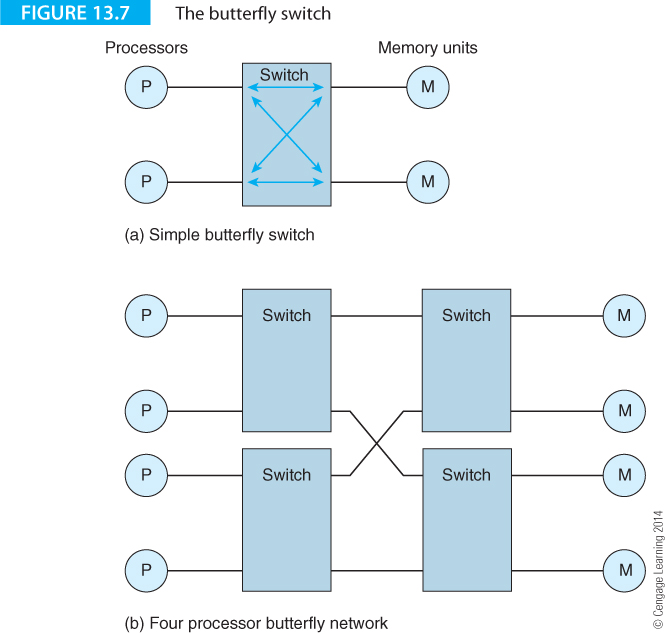 FIGURE 13.7 The butterfly switch
Processors Memory units
P Switch M
P M
(a) Simple butterfly switch
P Switch Switch M
P M
P Switch Switch M
P M
(b) Four processor butterfly network
© Cengage Learning 2014